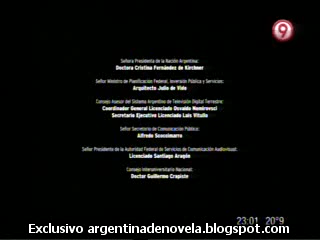 9
Señora Presidenta de la Nación Argentina:
Doctora Cristina Fernández de Kirchner
Señor Ministro de Planificación Federal, Inversión Pública y Servicios:
Arquitecto Julio de Vido
Consejo Asesor del Sistema Argentino de Televisión Digital Terrestre:
Coordinador General Licenciado Osvaldo Nemirovsci
Secretario Ejecutivo Licenciado Luis Vitullo
Señor Secretario de Comunicación Pública:
Alfredo Scoccimarro
Señor Presidente de la Autoridad Federal de Servicios de Comunicación Audiovisual:
Licenciado Santiago Aragón
Consejo Interuniversitario Nacional:
Doctor Guillermo Crapiste
23:01 20°9
Exclusivo argentinadenovela.blogspot.com